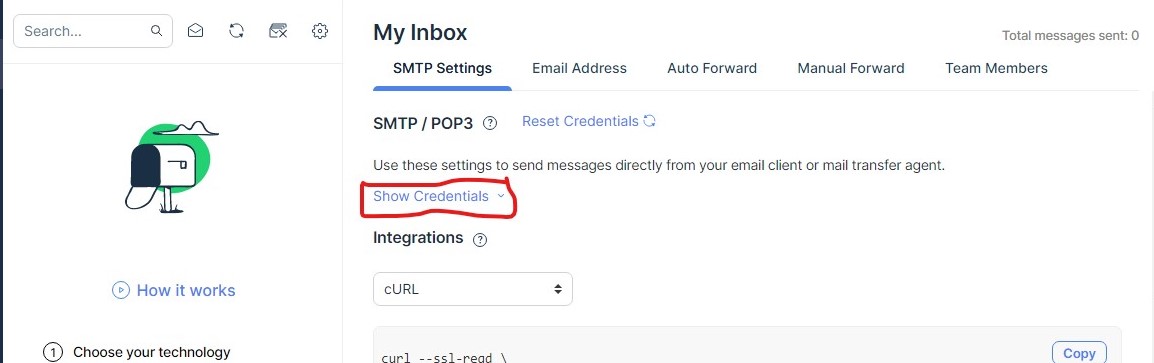 Search...
My Inbox
Total messages sent: 0
SMTP Settings Email Address Auto Forward Manual Forward Team Members
SMTP / POP3 ? Reset Credentials
Use these settings to send messages directly from your email client or mail transfer agent.
Show Credentials
Integrations ?
cURL
How it works
1 Choose your technology
curl --ssl-reqd \
Copy